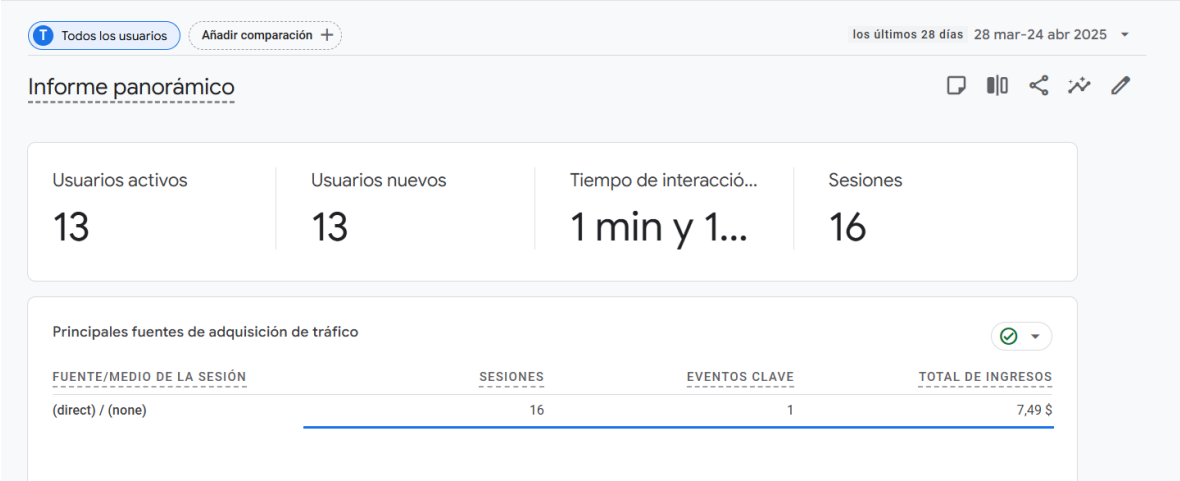 T Todos los usuarios Añadir comparación + los últimos 28 días 28 mar-24 abr 2025
Informe panorámico
Usuarios activos Usuarios nuevos Tiempo de interacció... Sesiones
13 13 1 min y 1... 16
Principales fuentes de adquisición de tráfico
FUENTE/MEDIO DE LA SESIÓN SESIONES EVENTOS CLAVE TOTAL DE INGRESOS
(direct) / (none) 16 1 7,49 $